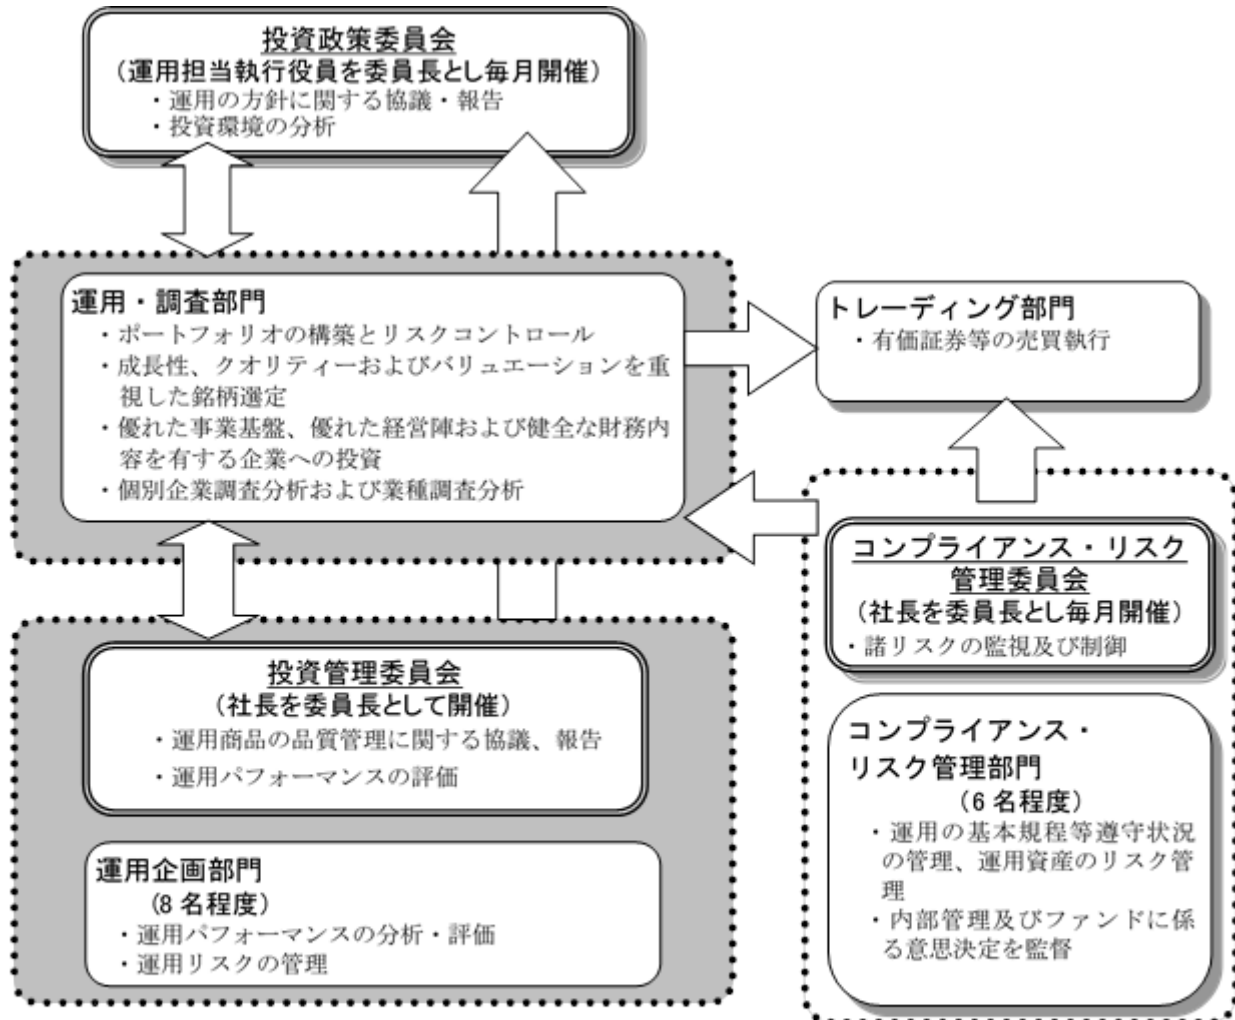 投資政策委員会
(運用担当執行役員を委員長とし毎月開催)
・運用の方針に関する協議・報告
・投資環境の分析
運用・調査部門
・ポートフォリオの構築とリスクコントロール
・成長性、クオリティーおよびバリュエーションを重
視した銘柄選定
・優れた事業基盤、優れた経営陣および健全な財務内
容を有する企業への投資
・個別企業調査分析および業種調査分析
トレーディング部門
・有価証券等の売買執行
コンプライアンス・リスク
管理委員会
(社長を委員長とし毎月開催)
・諸リスクの監視及び制御
投資管理委員会
(社長を委員長として開催)
・運用商品の品質管理に関する協議、報告
・運用パフォーマンスの評価
コンプライアンス・
リスク管理部門
(6名程度)
・運用の基本規程等遵守状況
の管理、運用資産のリスク管
理
・内部管理及びファンドに係
る意思決定を監督
運用企画部門
(8名程度)
・運用パフォーマンスの分析・評価
・運用リスクの管理